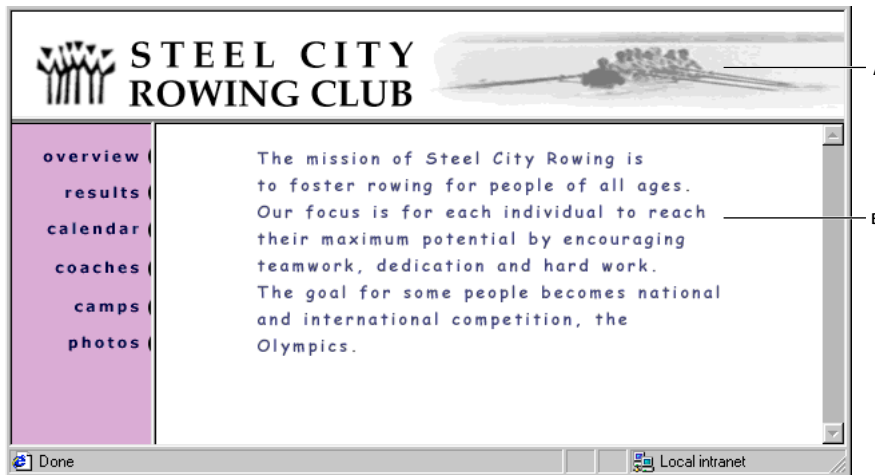 STEEL CITY
ROWING CLUB
A
overview
results
calendar
coaches
camps
photos
The mission of Steel City Rowing is
to foster rowing for people of all ages.
Our focus is for each individual to reach
their maximum potential by encouraging
teamwork, dedication and hard work.
The goal for some people becomes national
and international competition, the
Olympics.
B
Done
Local intranet